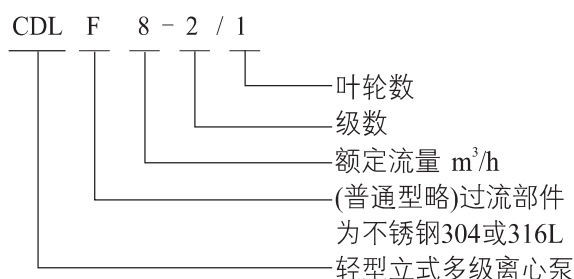 CDL F 8 - 2 / 1
叶轮数
级数
额定流量 m³/h
(普通型略)过流部件
为不锈钢304或316L
轻型立式多级离心泵